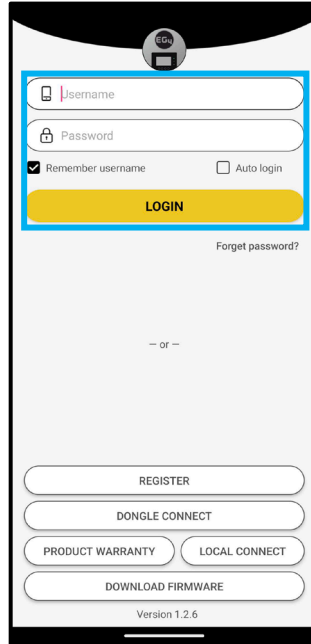 EG4
Username
Password
Remember username Auto login
LOGIN
Forget password?
— or —
REGISTER
DONGLE CONNECT
PRODUCT WARRANTY LOCAL CONNECT
DOWNLOAD FIRMWARE
Version 1.2.6